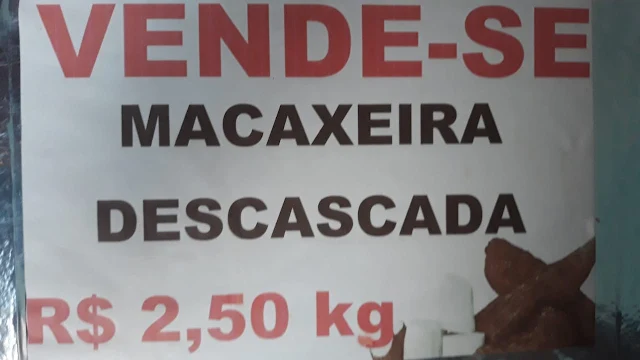 VENDE-SE
MACAXEIRA
DESCASCADA
R$ 2,50 kg